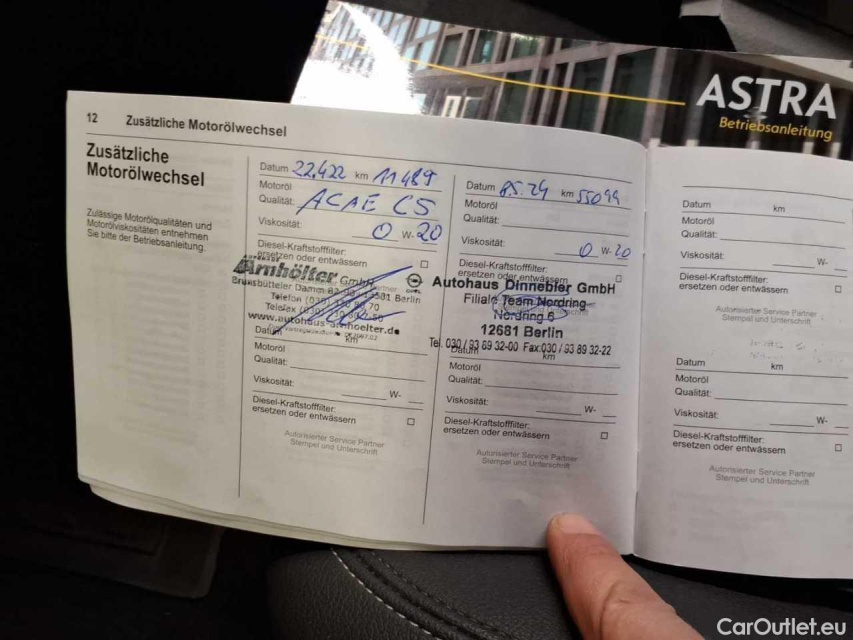 ASTRA
Betriebsanleitung
12 Zusätzliche Motorölwechsel
Zusätzliche
Motorölwechsel
Zulässige Motorölqualitäten und
Motorölviskositäten entnehmen
Sie bitte der Betriebsanleitung.
Datum 22,4,22 km 11489
Motoröl
Qualität: ACAE C5
Viskosität: 0 W- 20
Diesel-Kraftstofffilter:
ersetzen oder entwässern
Arnhölter GmbH
Brunsbütteler Damm
Berlin
Telefon
Telefax
www.autohaus-arnhoelter.de
Datum
km
Motoröl
Qualität:
Viskosität: W-
Diesel-Kraftstofffilter:
ersetzen oder entwässern
Autorisierter Service Partner
Stempel und Unterschrift
Datum 05.24 km 55099
Motoröl
Qualität:
Viskosität: 0 W- 20
Diesel-Kraftstofffilter:
ersetzen oder entwässern
Autohaus Dinnebier GmbH
Filiale Team Nordring
Nordring 6
12681 Berlin
Tel. 030 / 93 89 32-00 Fax 030 / 93 89 32-22
Datum
Motoröl
Qualität:
Viskosität: W-
Diesel-Kraftstofffilter:
ersetzen oder entwässern
Autorisierter Service Partner
Stempel und Unterschrift
Datum km
Motoröl
Qualität:
Viskosität: W-
Diesel-Kraftstofffilter:
ersetzen oder entwässern
Autorisierter Service Partner
Stempel und Unterschrift
Datum km
Motoröl
Qualität:
Viskosität: W-
Diesel-Kraftstofffilter:
ersetzen oder entwässern
Autorisierter Service Partner
Stempel und Unterschrift
CarOutlet.eu